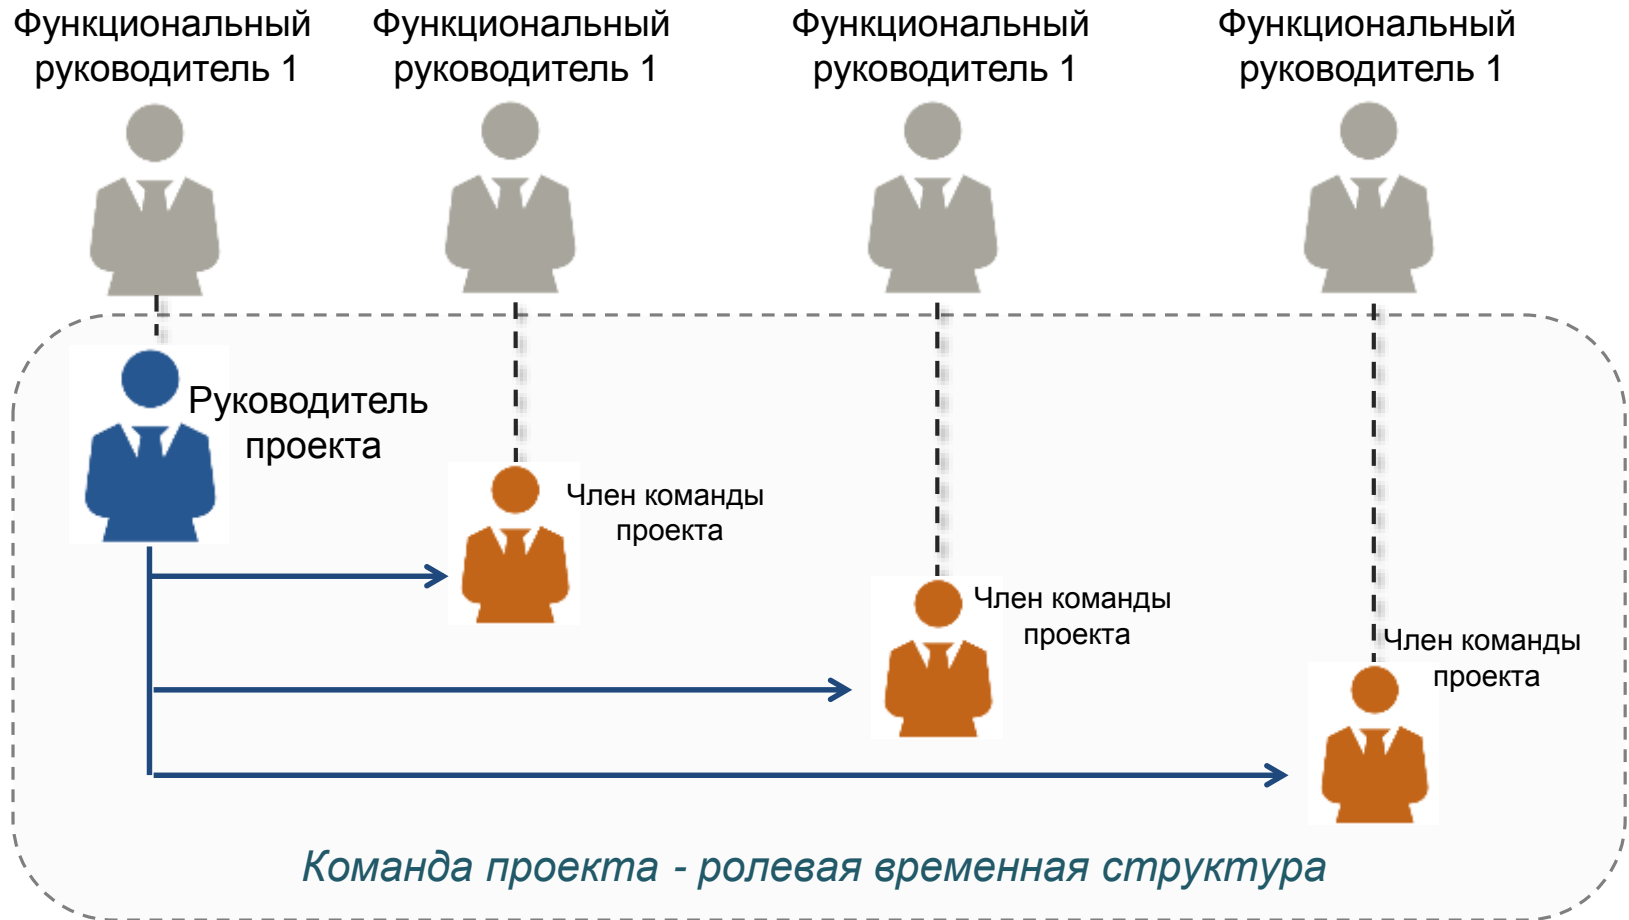 Функциональный
руководитель 1
Функциональный
руководитель 1
Функциональный
руководитель 1
Функциональный
руководитель 1
Руководитель
проекта
Член команды
проекта
Член команды
проекта
Член команды
проекта
Команда проекта - ролевая временная структура